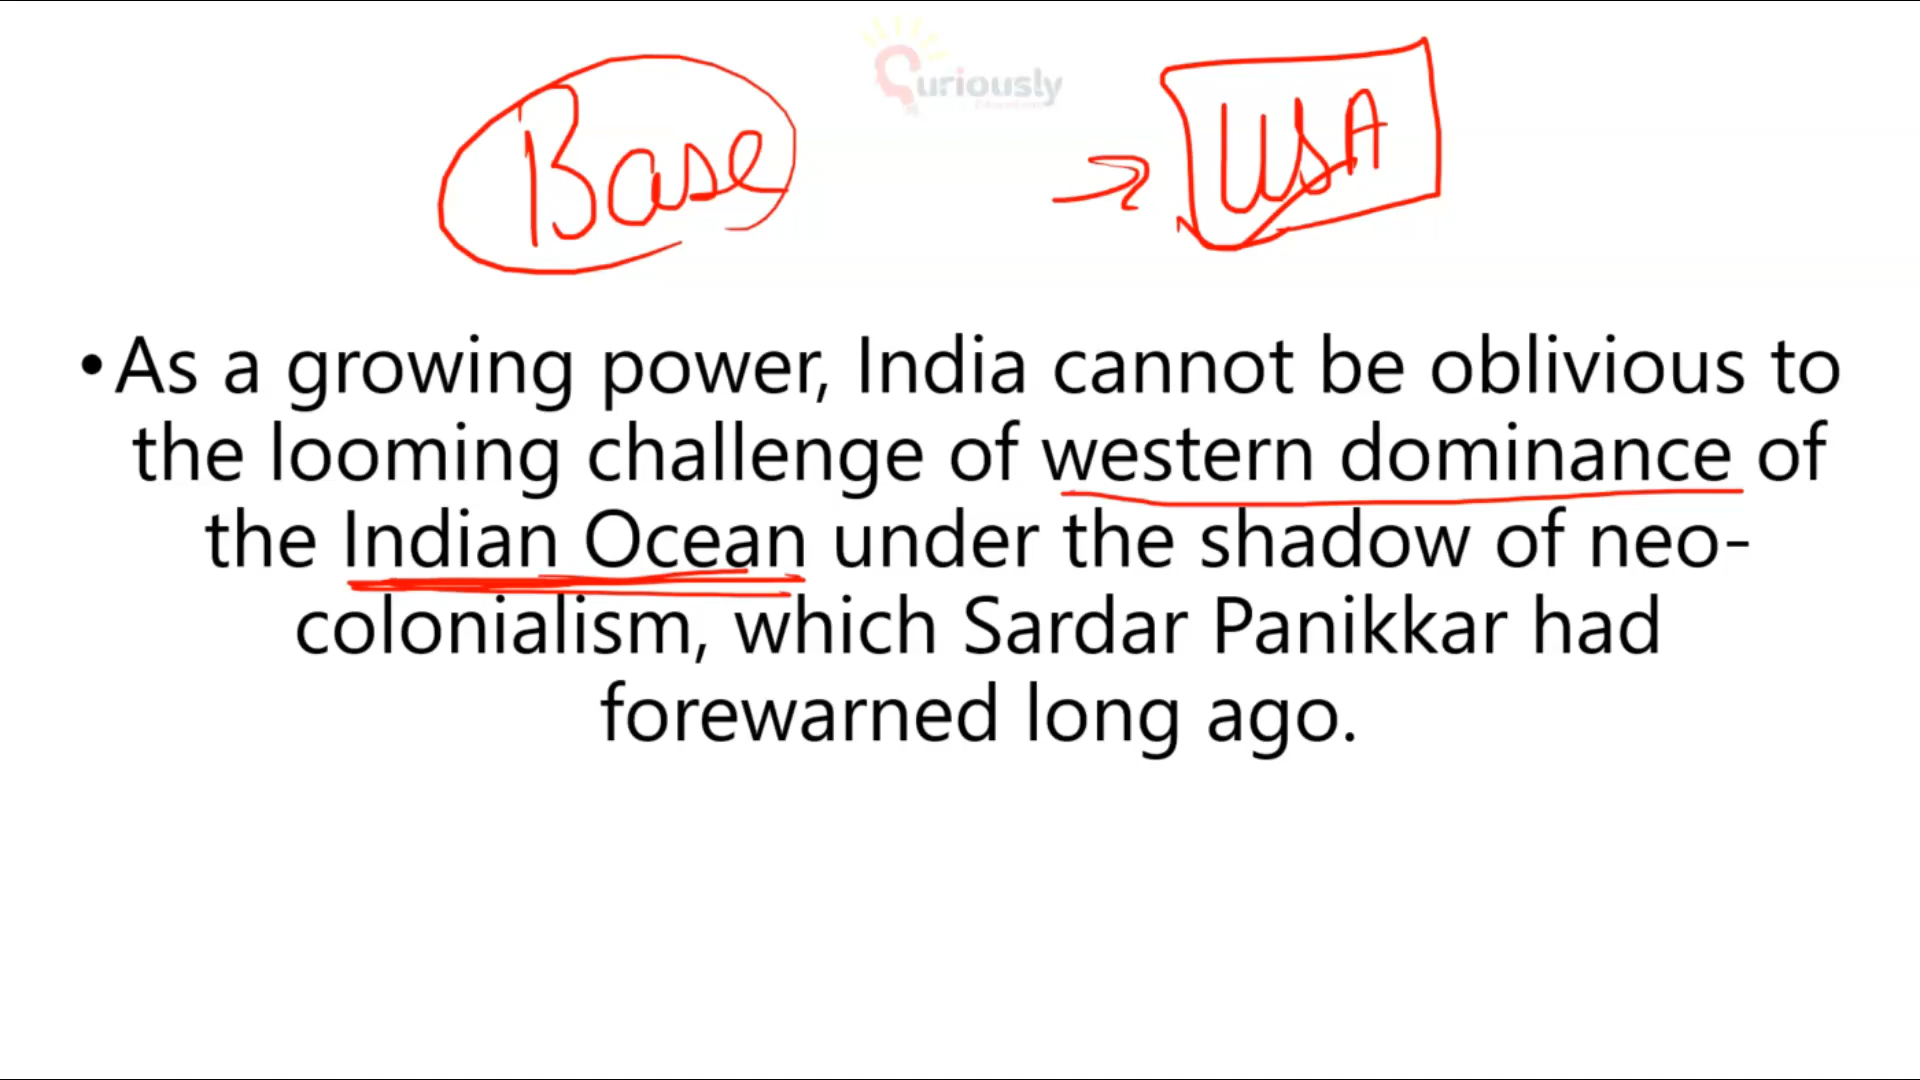 Curiously
Base
USA
•As a growing power, India cannot be oblivious to
the looming challenge of western dominance of
the Indian Ocean under the shadow of neo-
colonialism, which Sardar Panikkar had
forewarned long ago.